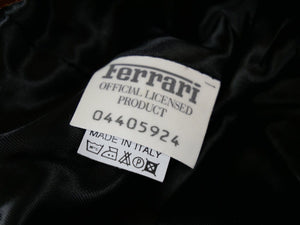 Ferrari
OFFICIAL LICENSED
PRODUCT
04405924
MADE IN ITALY